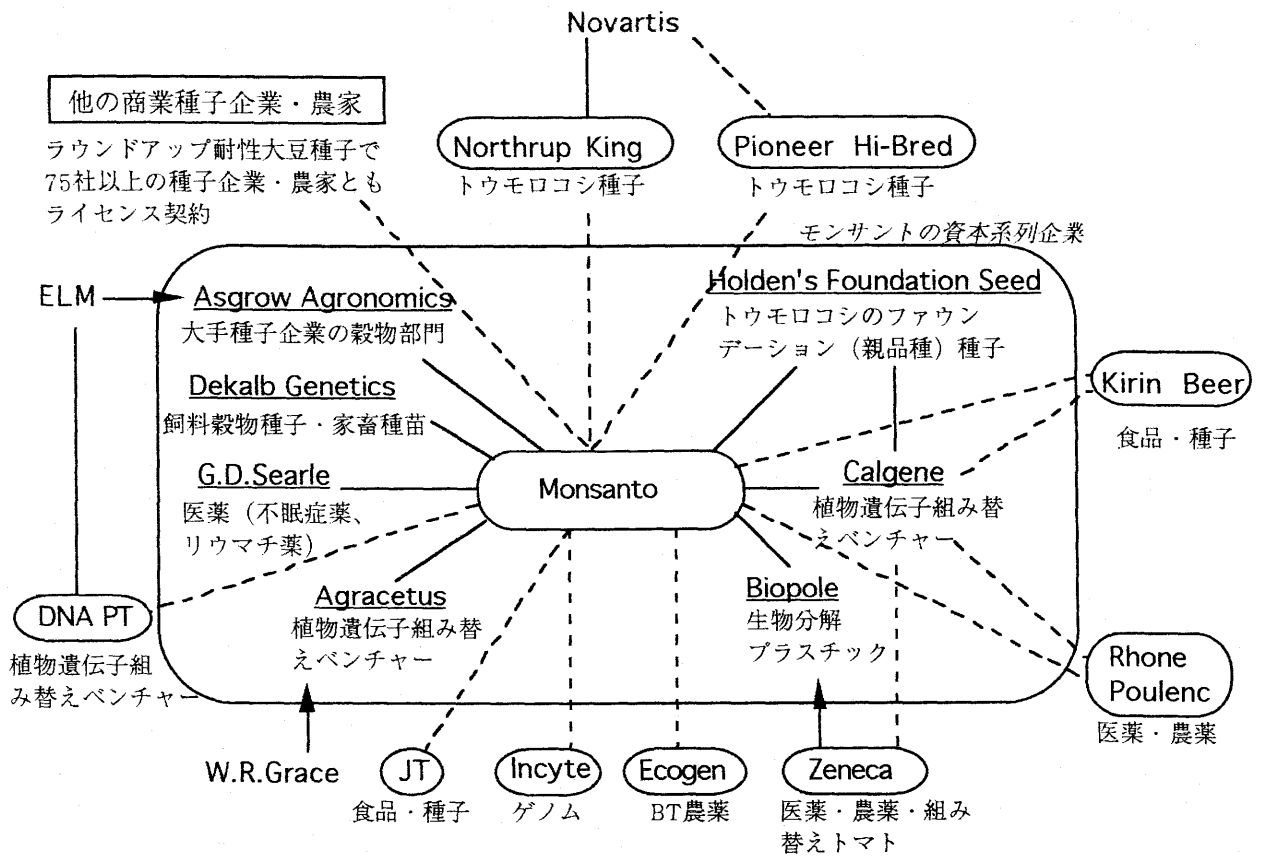 Novartis
他の商業種子企業・農家
ラウンドアップ耐性大豆種子で
75社以上の種子企業・農家とも
ライセンス契約
Northrup King
トウモロコシ種子
Pioneer Hi-Bred
トウモロコシ種子
モンサントの資本系列企業
ELM
Asgrow Agronomics
大手種子企業の穀物部門
Holden's Foundation Seed
トウモロコシのファウン
デーション（親品種）種子
Dekalb Genetics
飼料穀物種子・家畜種苗
Kirin Beer
食品・種子
G.D.Searle
医薬（不眠症薬、
リウマチ薬）
Monsanto
Calgene
植物遺伝子組み替
えベンチャー
DNA PT
植物遺伝子組
み替えベンチャー
Agracetus
植物遺伝子組み替
えベンチャー
Biopole
生物分解
プラスチック
Rhone
Poulenc
医薬・農薬
W.R.Grace
JT
食品・種子
Incyte
ゲノム
Ecogen
BT農薬
Zeneca
医薬・農薬・組み
替えトマト